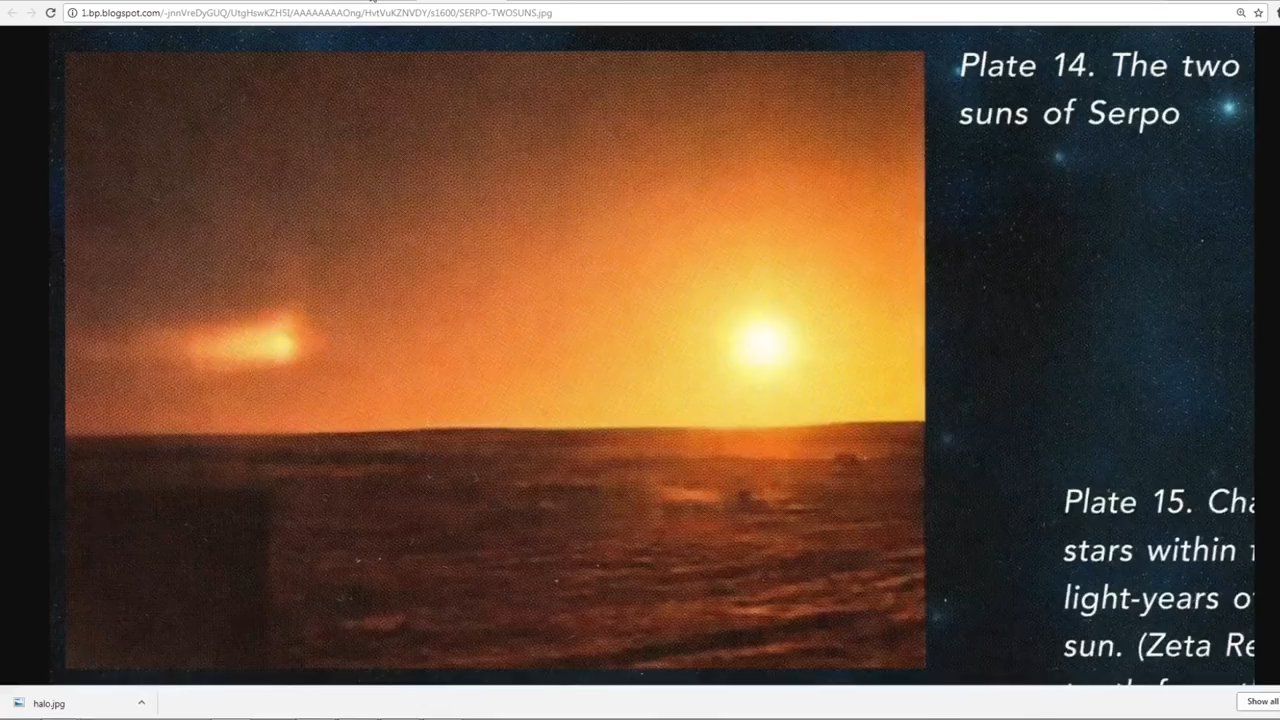 1.bp.blogspot.com/-jnnVreDyGUQ/UtgHswKZH5I/AAAAAAAAOng/HvtVuKZNVDY/s1600/SERPO-TWOSUNS.jpg
Plate 14. The two
suns of Serpo
Plate 15. Cha
stars within
light-years o
sun. (Zeta Re
halo.jpg
Show all